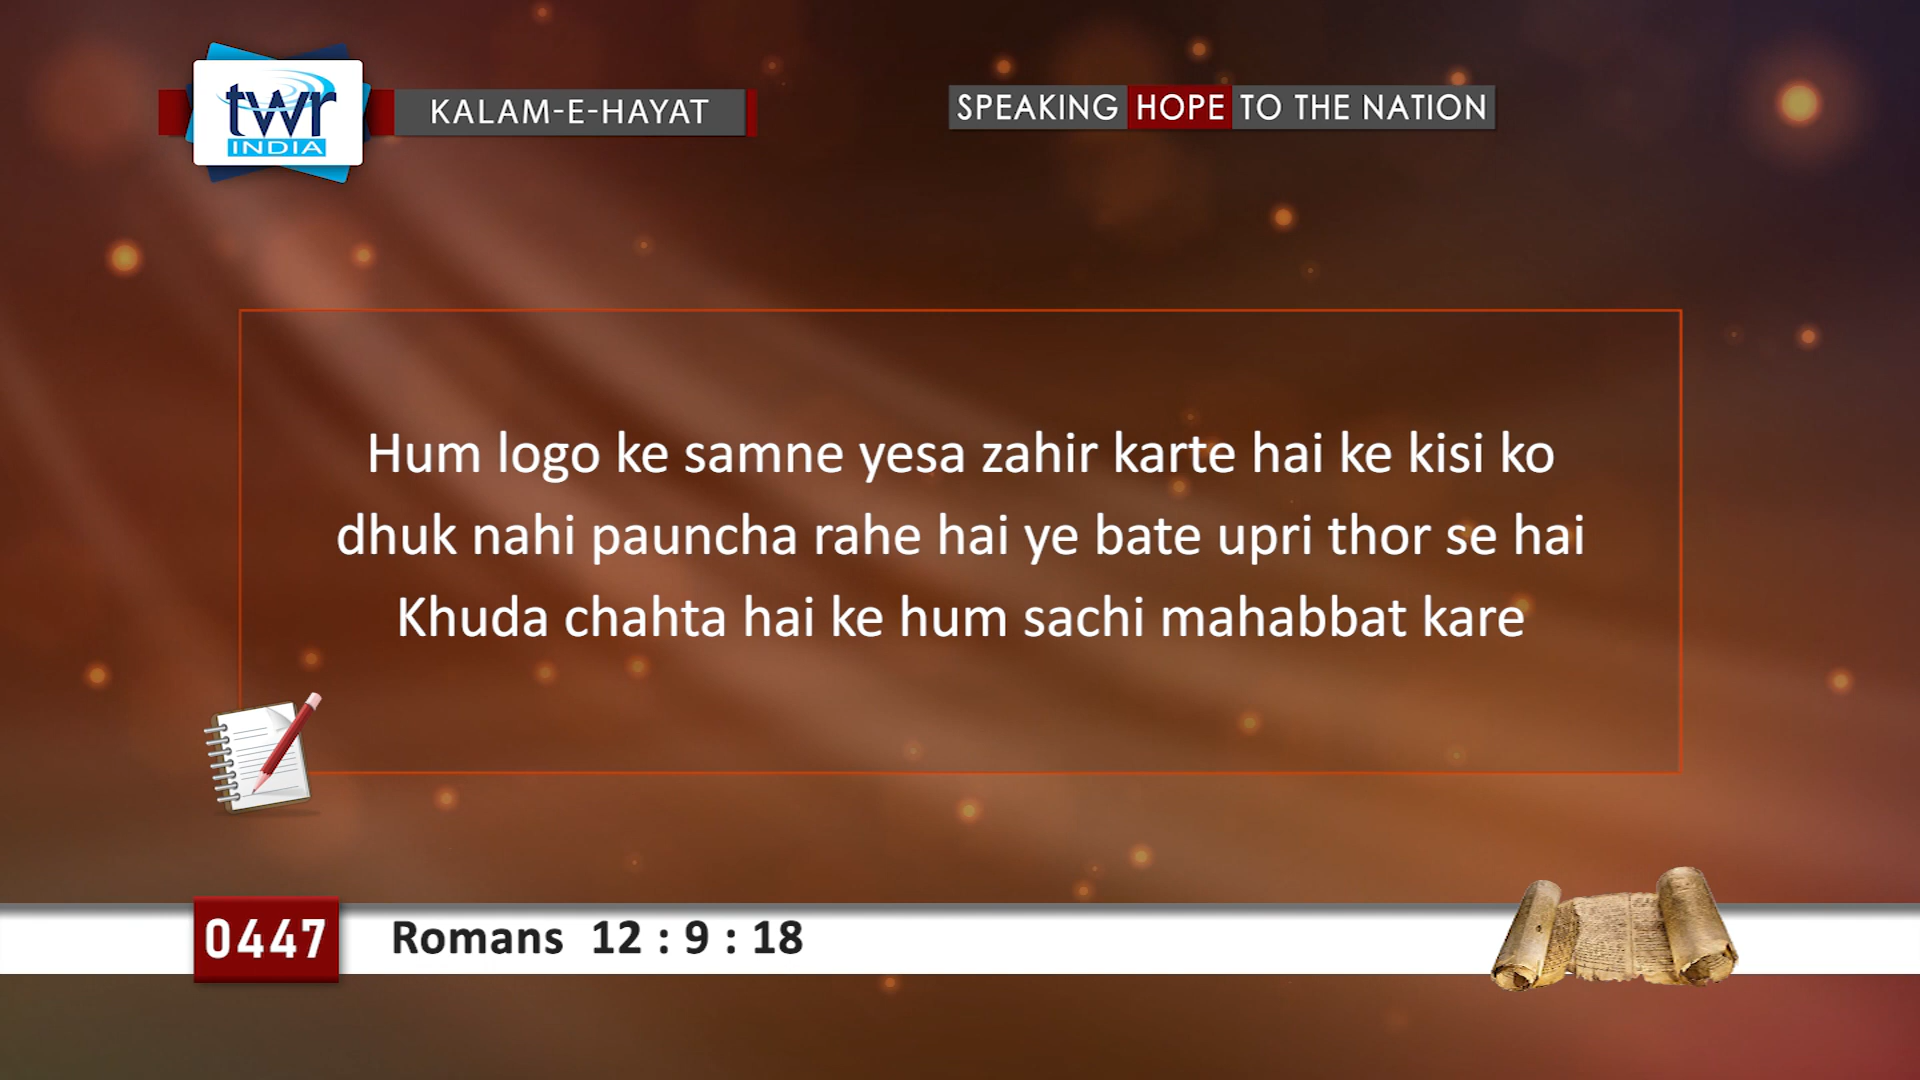 twr
INDIA
KALAM-E-HAYAT
SPEAKING HOPE TO THE NATION
Hum logo ke samne yesa zahir karte hai ke kisi ko
dhuk nahi pauncha rahe hai ye bate upri thor se hai
Khuda chahta hai ke hum sachi mahabbat kare
0447
Romans 12 : 9 : 18